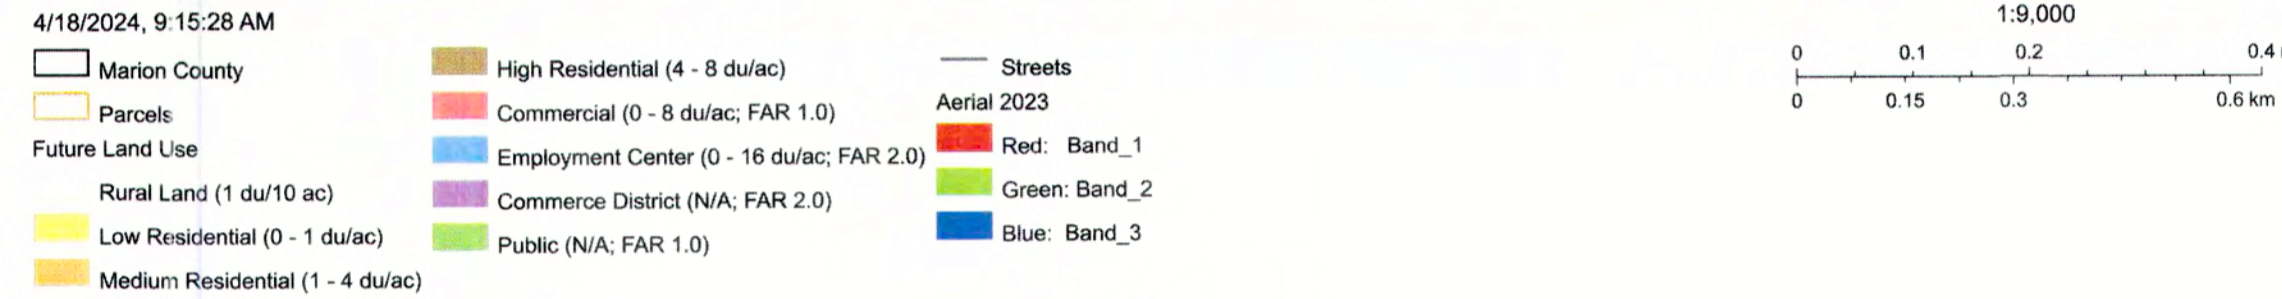 4/18/2024, 9:15:28 AM
Marion County
Parcels
Future Land Use
Rural Land (1 du/10 ac)
Low Residential (0 - 1 du/ac)
Medium Residential (1 - 4 du/ac)
High Residential (4 - 8 du/ac)
Commercial (0 - 8 du/ac; FAR 1.0)
Employment Center (0 - 16 du/ac; FAR 2.0)
Commerce District (N/A; FAR 2.0)
Public (N/A; FAR 1.0)
Streets
Aerial 2023
Red: Band_1
Green: Band_2
Blue: Band_3
1:9,000
0 0.1 0.2 0.4
0 0.15 0.3 0.6 km